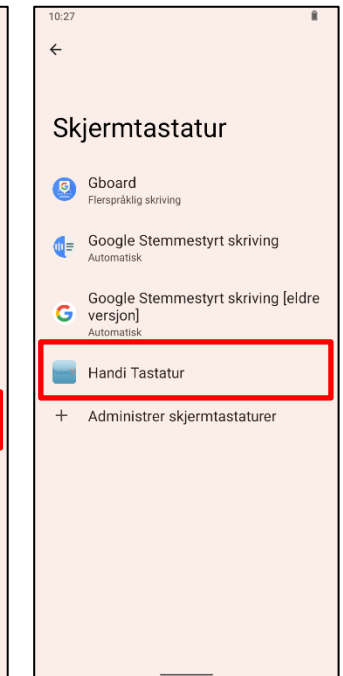 10:27
Skjermtastatur
Gboard
Flerspråklig skriving
Google Stemmestyrt skriving
Automatisk
Google Stemmestyrt skriving [eldre
versjon]
Automatisk
Handi Tastatur
Administrer skjermtastaturer